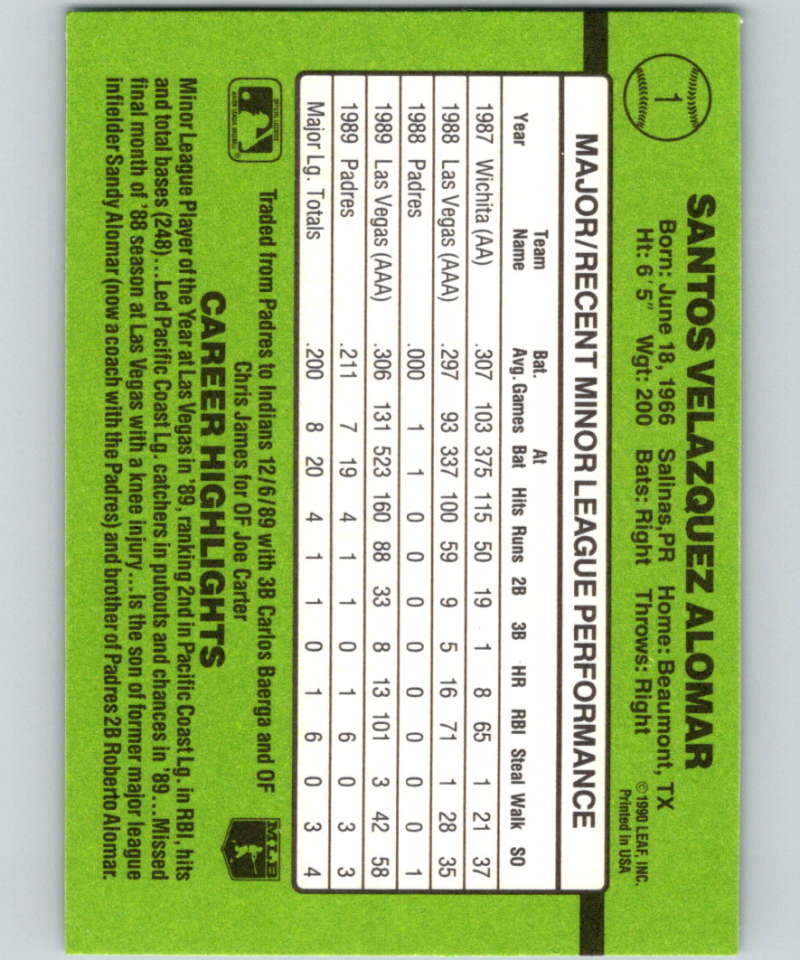 1
SANTOS VELAZQUEZ ALOMAR
Born: June 18, 1966 Salinas,PR Home: Beaumont, TX
Ht: 6'5" Wgt: 200 Bats: Right Throws: Right
©1990 LEAF, INC.
Printed in USA
MAJOR/RECENT MINOR LEAGUE PERFORMANCE
Team Bat. At
Year Name Avg. Games Bat Hits Runs 2B 3B HR RBI Steal Walk SO
1987 Wichita (AA) .307 103 375 115 50 19 1 8 65 1 21 37
1988 Las Vegas (AAA) .297 93 337 100 59 9 5 16 71 1 28 35
1988 Padres .000 1 1 0 0 0 0 0 0 0 0 1
1989 Las Vegas (AAA) .306 131 523 160 88 33 8 13 101 3 42 58
1989 Padres .211 7 19 4 1 1 0 1 6 0 3 3
Major Lg. Totals .200 8 20 4 1 1 0 1 6 0 3 4
Traded from Padres to Indians 12/6/89 with 3B Carlos Baerga and OF
Chris James for OF Joe Carter
MLB
CAREER HIGHLIGHTS
Minor League Player of the Year at Las Vegas in '89, ranking 2nd in Pacific Coast Lg. in RBI, hits
and total bases (248)...Led Pacific Coast Lg. catchers in putouts and chances in '89...Missed
final month of '88 season at Las Vegas with a knee injury...Is the son of former major league
infielder Sandy Alomar (now a coach with the Padres) and brother of Padres 2B Roberto Alomar.